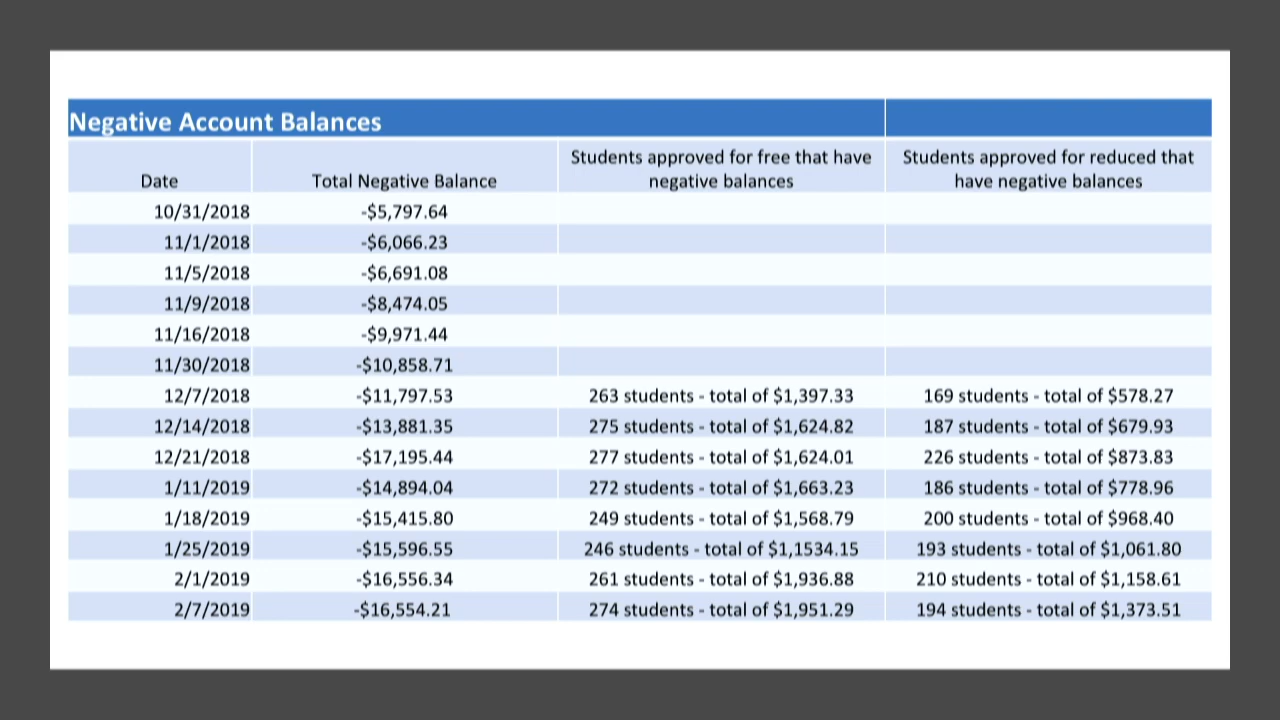 Negative Account Balances
Date Total Negative Balance Students approved for free that have negative balances Students approved for reduced that have negative balances
10/31/2018 -$5,797.64
11/1/2018 -$6,066.23
11/5/2018 -$6,691.08
11/9/2018 -$8,474.05
11/16/2018 -$9,971.44
11/30/2018 -$10,858.71
12/7/2018 -$11,797.53 263 students - total of $1,397.33 169 students - total of $578.27
12/14/2018 -$13,881.35 275 students - total of $1,624.82 187 students - total of $679.93
12/21/2018 -$17,195.44 277 students - total of $1,624.01 226 students - total of $873.83
1/11/2019 -$14,894.04 272 students - total of $1,663.23 186 students - total of $778.96
1/18/2019 -$15,415.80 249 students - total of $1,568.79 200 students - total of $968.40
1/25/2019 -$15,596.55 246 students - total of $1,1534.15 193 students - total of $1,061.80
2/1/2019 -$16,556.34 261 students - total of $1,936.88 210 students - total of $1,158.61
2/7/2019 -$16,554.21 274 students - total of $1,951.29 194 students - total of $1,373.51